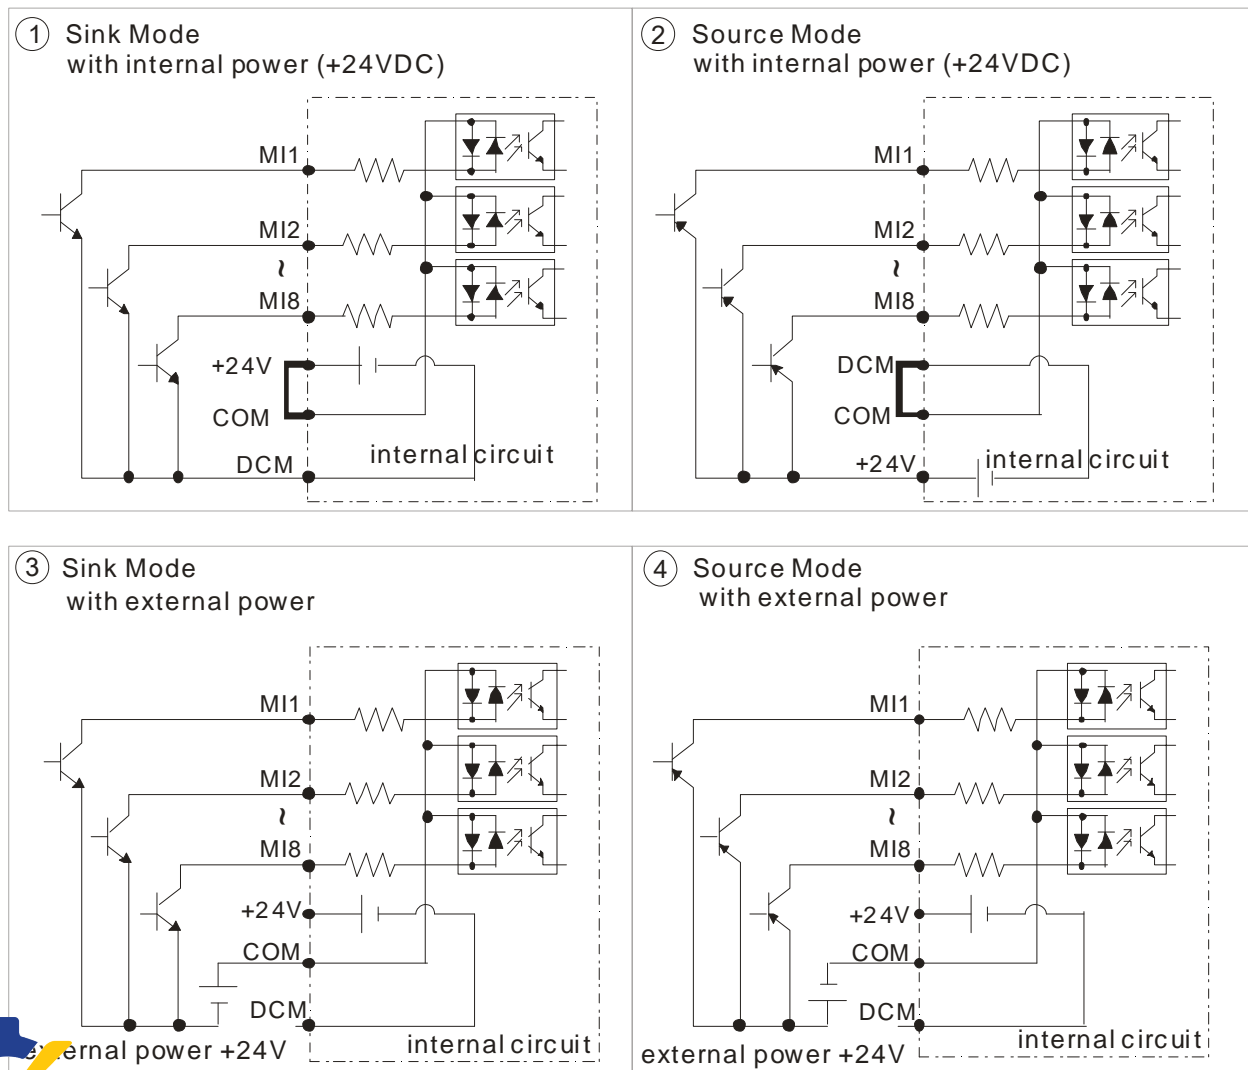 1 Sink Mode
with internal power (+24VDC)
MI1
MI2
~
MI8
+24V
COM
DCM
internal circuit
2 Source Mode
with internal power (+24VDC)
MI1
MI2
~
MI8
DCM
COM
+24V
internal circuit
3 Sink Mode
with external power
MI1
MI2
~
MI8
+24V
COM
DCM
internal circuit
power +24V
4 Source Mode
with external power
MI1
MI2
~
MI8
+24V
COM
DCM
internal circuit
external power +24V